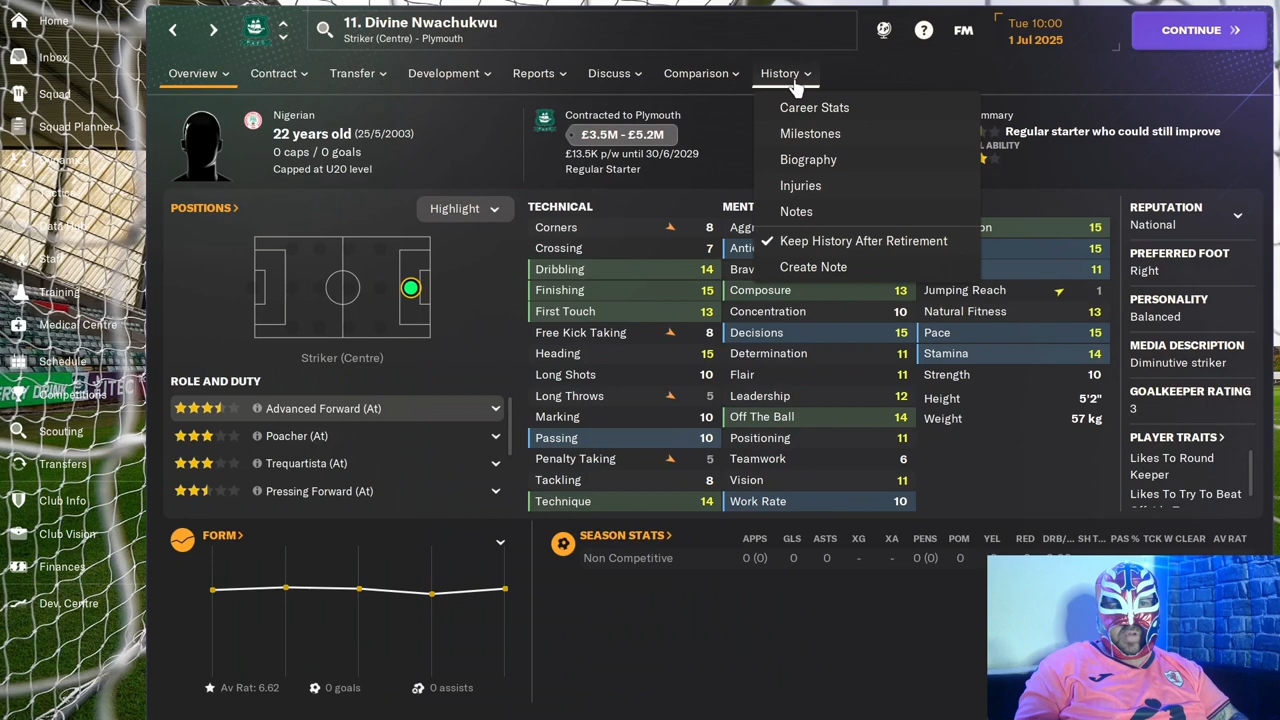 Home
Inbox
Squad
Squad Planner
Dynamics
Staff
Training
Medical Centre
Schedule
Competitions
Scouting
Transfers
Club Info
Club Vision
Finances
Dev. Centre
11. Divine Nwachukwu
Striker (Centre) - Plymouth
?
FM
Tue 10:00
1 Jul 2025
CONTINUE
Overview
Contract
Transfer
Development
Reports
Discuss
Comparison
History
Career Stats
Milestones
Biography
Injuries
Notes
Keep History After Retirement
Create Note
Nigerian
22 years old (25/5/2003)
0 caps / 0 goals
Capped at U20 level
Contracted to Plymouth
£3.5M - £5.2M
£13.5K p/w until 30/6/2029
Regular Starter
Regular starter who could still improve
POSITIONS
Highlight
Striker (Centre)
ROLE AND DUTY
Advanced Forward (At)
Poacher (At)
Trequartista (At)
Pressing Forward (At)
TECHNICAL
Corners 8
Crossing 7
Dribbling 14
Finishing 15
First Touch 13
Free Kick Taking 8
Heading 15
Long Shots 10
Long Throws 5
Marking 10
Passing 10
Penalty Taking 5
Tackling 8
Technique 14
Composure 13
Concentration 10
Decisions 15
Determination 11
Flair 11
Leadership 12
Off The Ball 14
Positioning 11
Teamwork 6
Vision 11
Work Rate 10
15
15
11
Jumping Reach 1
Natural Fitness 13
Pace 15
Stamina 14
Strength 10
Height 5'2"
Weight 57 kg
REPUTATION
National
PREFERRED FOOT
Right
PERSONALITY
Balanced
MEDIA DESCRIPTION
Diminutive striker
GOALKEEPER RATING
3
PLAYER TRAITS
Likes To Round
Keeper
Likes To Try To Beat
FORM
Av Rat: 6.62
0 goals
0 assists
SEASON STATS
APPS GLS ASTS XG XA PENS POM YEL RED DRB/... SH T... PAS % TCK W CLEAR AV RAT
Non Competitive 0 (0) 0 0 - - 0 (0) 0